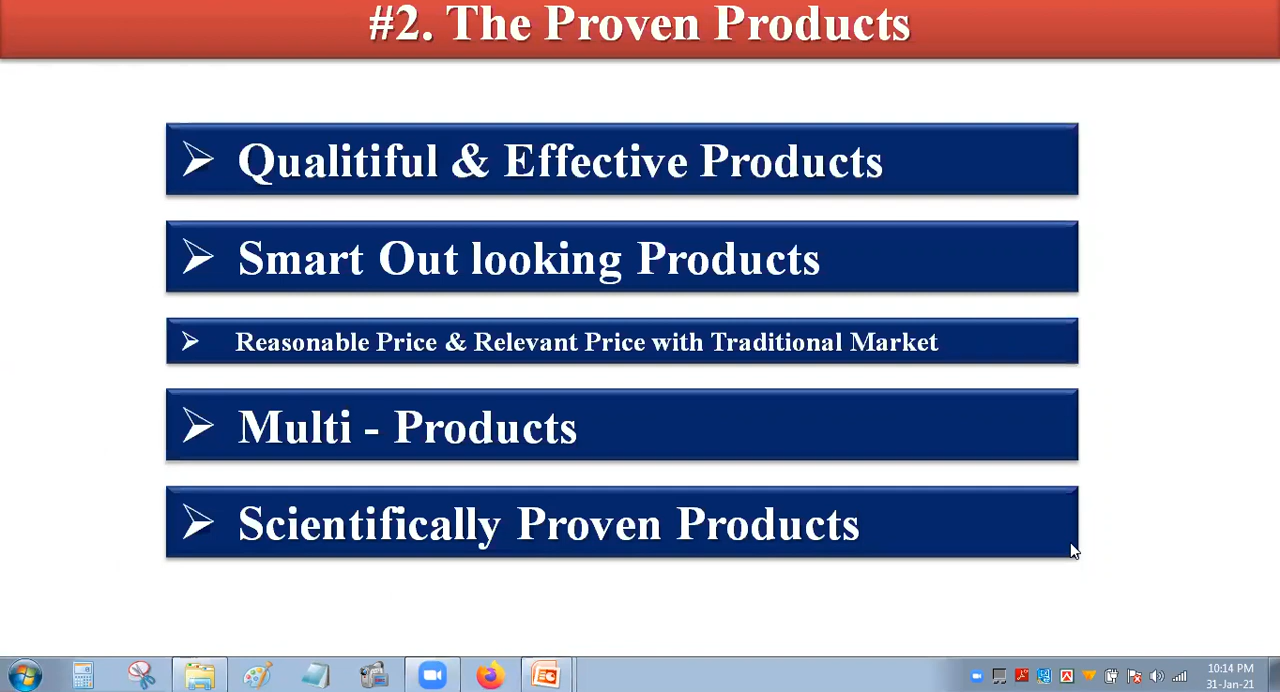 #2. The Proven Products
Qualitiful & Effective Products
Smart Out looking Products
Reasonable Price & Relevant Price with Traditional Market
Multi - Products
Scientifically Proven Products
10:14 PM
31-Jan-21